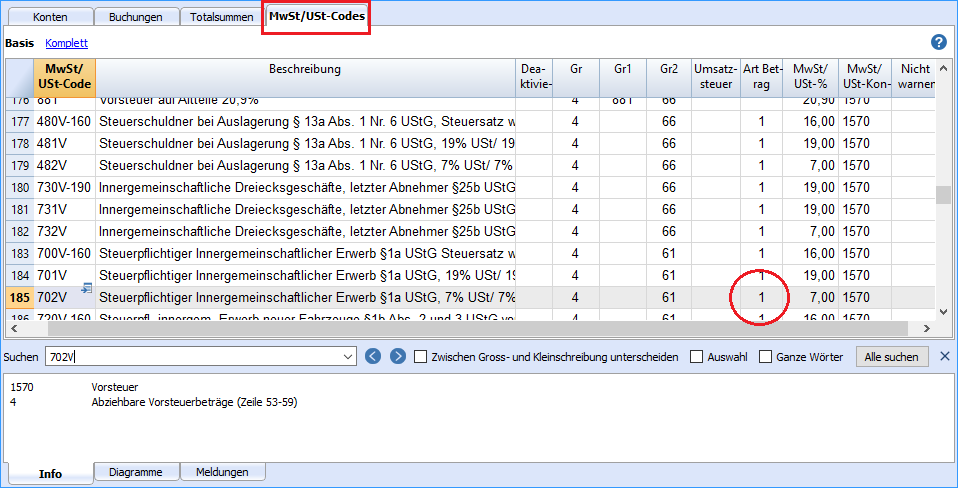 Konten Buchungen Totalsummen MwSt/USt-Codes
Basis Komplett ?
MwSt/ USt-Code Beschreibung Dea- ktivie- Gr Gr1 Gr2 Umsatz- steuer Art Bet- rag MwSt/ USt-% MwSt/ USt-Kon- Nicht warnen
176 881 Vorsteuer auf Altteile 20,9% 4 881 66 20,90 1570
177 480V-160 Steuerschuldner bei Auslagerung § 13a Abs. 1 Nr. 6 UStG, Steuersatz w 4 66 1 16,00 1570
178 481V Steuerschuldner bei Auslagerung § 13a Abs. 1 Nr. 6 UStG, 19% USt/ 19 4 66 1 19,00 1570
179 482V Steuerschuldner bei Auslagerung § 13a Abs. 1 Nr. 6 UStG, 7% USt/ 7% 4 66 1 7,00 1570
180 730V-190 Innergemeinschaftliche Dreiecksgeschäfte, letzter Abnehmer §25b UStG 4 66 1 19,00 1570
181 731V Innergemeinschaftliche Dreiecksgeschäfte, letzter Abnehmer §25b UStG 4 66 1 19,00 1570
182 732V Innergemeinschaftliche Dreiecksgeschäfte, letzter Abnehmer §25b UStG 4 66 1 7,00 1570
183 700V-160 Steuerpflichtiger Innergemeinschaftlicher Erwerb §1a UStG, Steuersatz w 4 61 1 16,00 1570
184 701V Steuerpflichtiger Innergemeinschaftlicher Erwerb §1a UStG, 19% USt/ 19 4 61 1 19,00 1570
185 702V Steuerpflichtiger Innergemeinschaftlicher Erwerb §1a UStG, 7% USt/ 7% 4 61 1 7,00 1570
186 720V-160 Steuerpfl. innergem. Erwerb neuer Fahrzeuge §1b Abs. 2 und 3 UStG vo 4 61 1 16,00 1570
Suchen 702V Zwischen Gross- und Kleinschreibung unterscheiden Auswahl Ganze Wörter Alle suchen
1570 Vorsteuer
4 Abziehbare Vorsteuerbeträge (Zeile 53-59)
Info Diagramme Meldungen